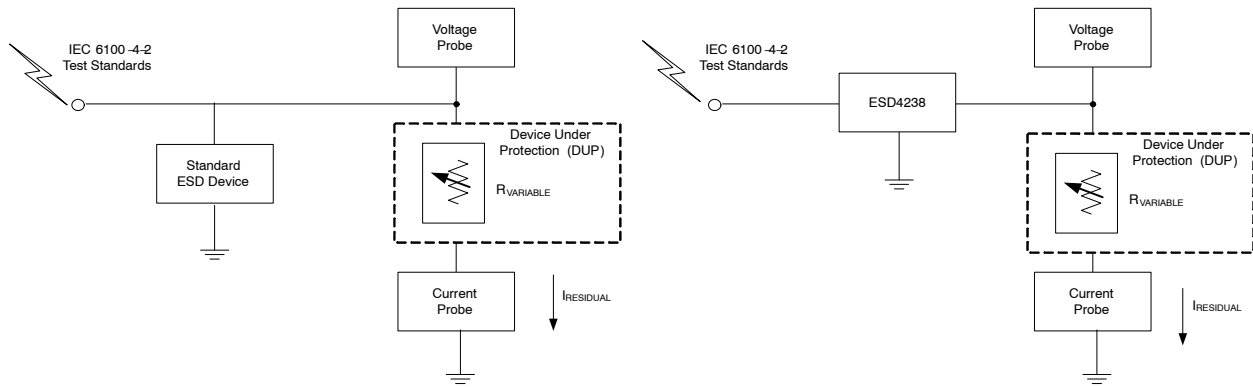 IEC 6100-4-2
Test Standards
Voltage
Probe
Standard
ESD Device
Device Under
Protection (DUP)
RVARIABLE
Current
Probe
IRESIDUAL
IEC 6100-4-2
Test Standards
ESD4238
Voltage
Probe
Device Under
Protection (DUP)
RVARIABLE
Current
Probe
IRESIDUAL